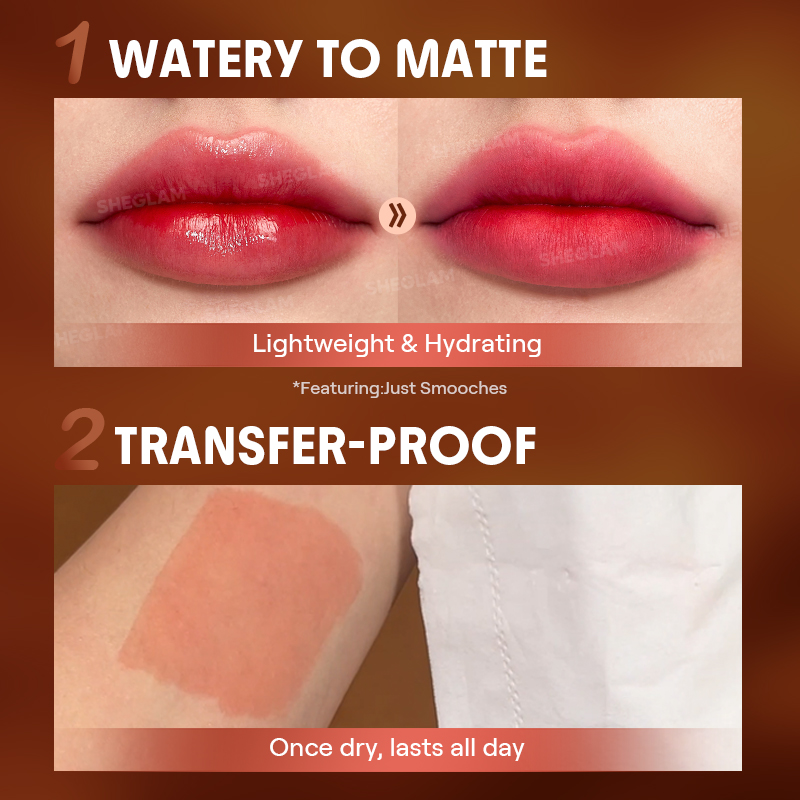 1 WATERY TO MATTE
SHEGLAM
SHEGLAM
SHEGLAM
SHEGLAM
Lightweight & Hydrating
*Featuring:Just Smooches
2 TRANSFER-PROOF
Once dry, lasts all day